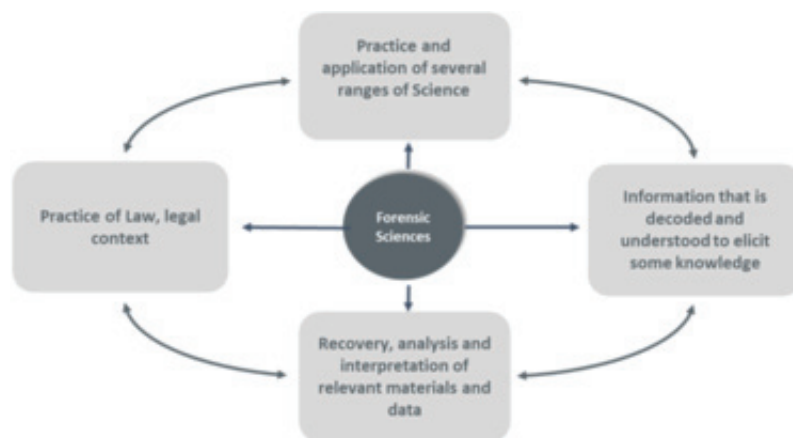 Practice and
application of several
ranges of Science
Practice of Law, legal
context
Forensic
Sciences
Information that is
decoded and
understood to elicit
some knowledge
Recovery, analysis and
interpretation of
relevant materials and
data